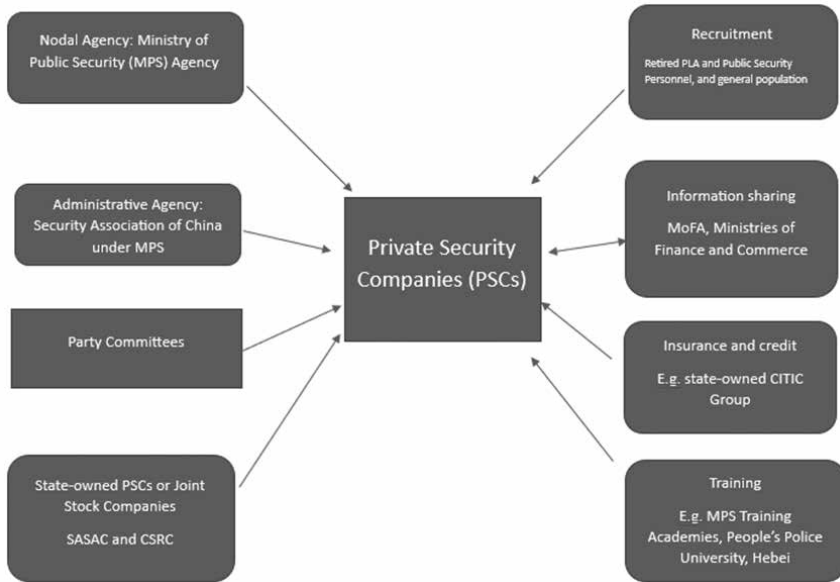 Nodal Agency: Ministry of
Public Security (MPS) Agency
Administrative Agency:
Security Association of China
under MPS
Party Committees
State-owned PSCs or Joint
Stock Companies
SASAC and CSRC
Private Security
Companies (PSCs)
Recruitment
Retired PLA and Public Security
Personnel, and general population
Information sharing
MoFA, Ministries of
Finance and Commerce
Insurance and credit
E.g. state-owned CITIC
Group
Training
E.g. MPS Training
Academies, People's Police
University, Hebei